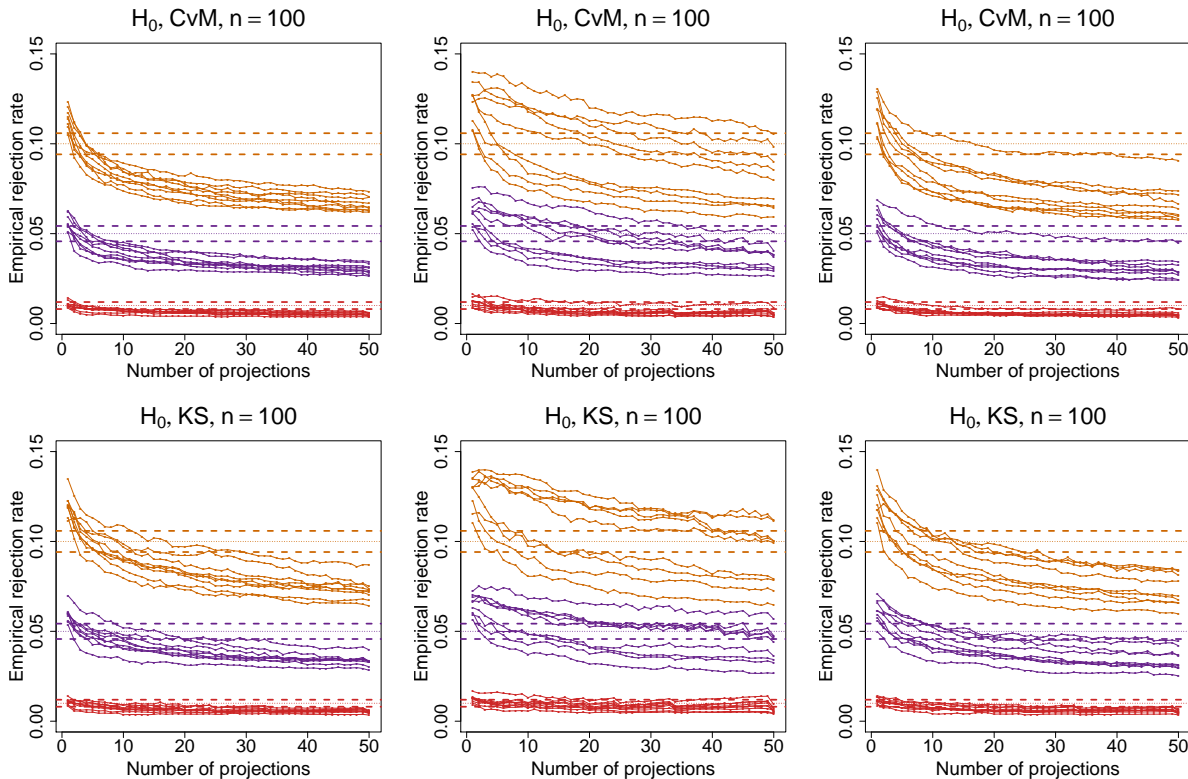 H0, CvM, n = 100
Empirical rejection rate
0.00 0.05 0.10 0.15
0 10 20 30 40 50
Number of projections
H0, CvM, n = 100
Empirical rejection rate
0.00 0.05 0.10 0.15
0 10 20 30 40 50
Number of projections
H0, CvM, n = 100
Empirical rejection rate
0.00 0.05 0.10 0.15
0 10 20 30 40 50
Number of projections
H0, KS, n = 100
Empirical rejection rate
0.00 0.05 0.10 0.15
0 10 20 30 40 50
Number of projections
H0, KS, n = 100
Empirical rejection rate
0.00 0.05 0.10 0.15
0 10 20 30 40 50
Number of projections
H0, KS, n = 100
Empirical rejection rate
0.00 0.05 0.10 0.15
0 10 20 30 40 50
Number of projections